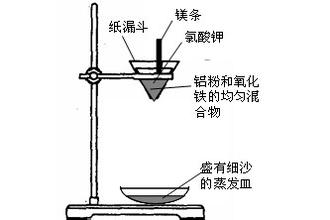 镁条
纸漏斗
氯酸钾
铝粉和氧化
铁的均匀混
合物
盛有细沙
的蒸发皿